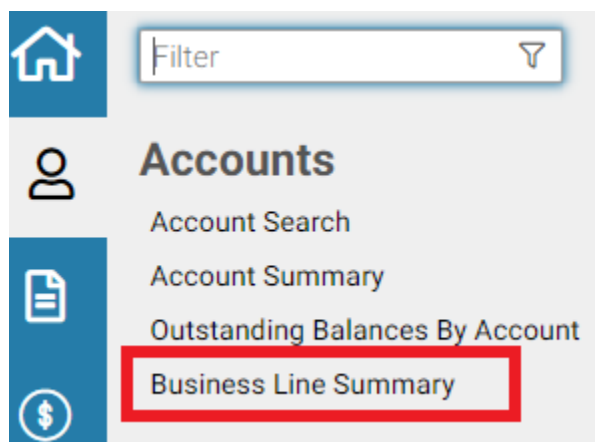 Filter
Accounts
Account Search
Account Summary
Outstanding Balances By Account
Business Line Summary
$